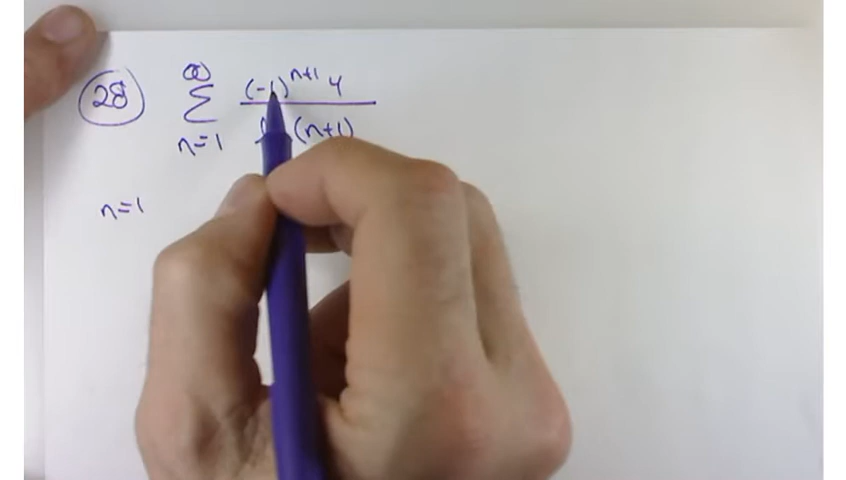 28 ∞ Σ n=1 (-1)^{n+1} 4 / (n+1)
n=1